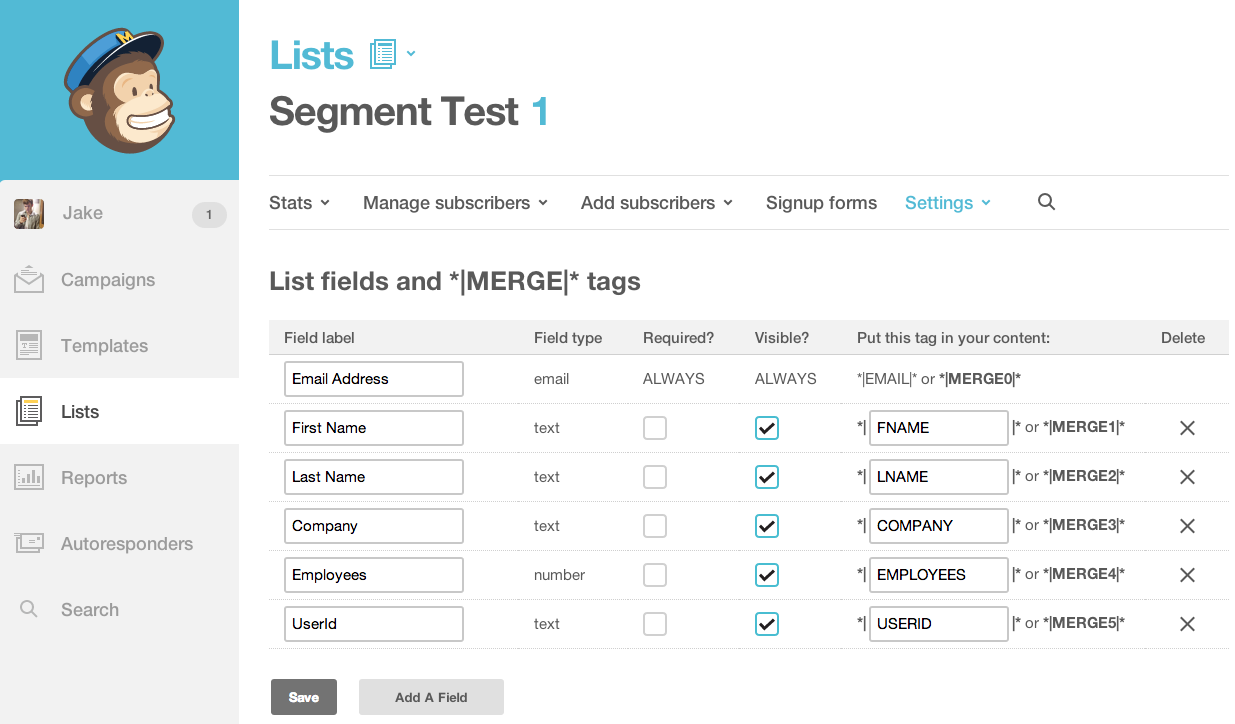 Lists
Segment Test 1
Jake 1
Campaigns
Templates
Lists
Reports
Autoresponders
Search
Stats Manage subscribers Add subscribers Signup forms Settings
List fields and *|MERGE|* tags
Field label Field type Required? Visible? Put this tag in your content: Delete
Email Address email ALWAYS ALWAYS *|EMAIL|* or *|MERGE0|*
First Name text *| FNAME |* or *|MERGE1|*
Last Name text *| LNAME |* or *|MERGE2|*
Company text *| COMPANY |* or *|MERGE3|*
Employees number *| EMPLOYEES |* or *|MERGE4|*
UserId text *| USERID |* or *|MERGE5|*
Save Add A Field